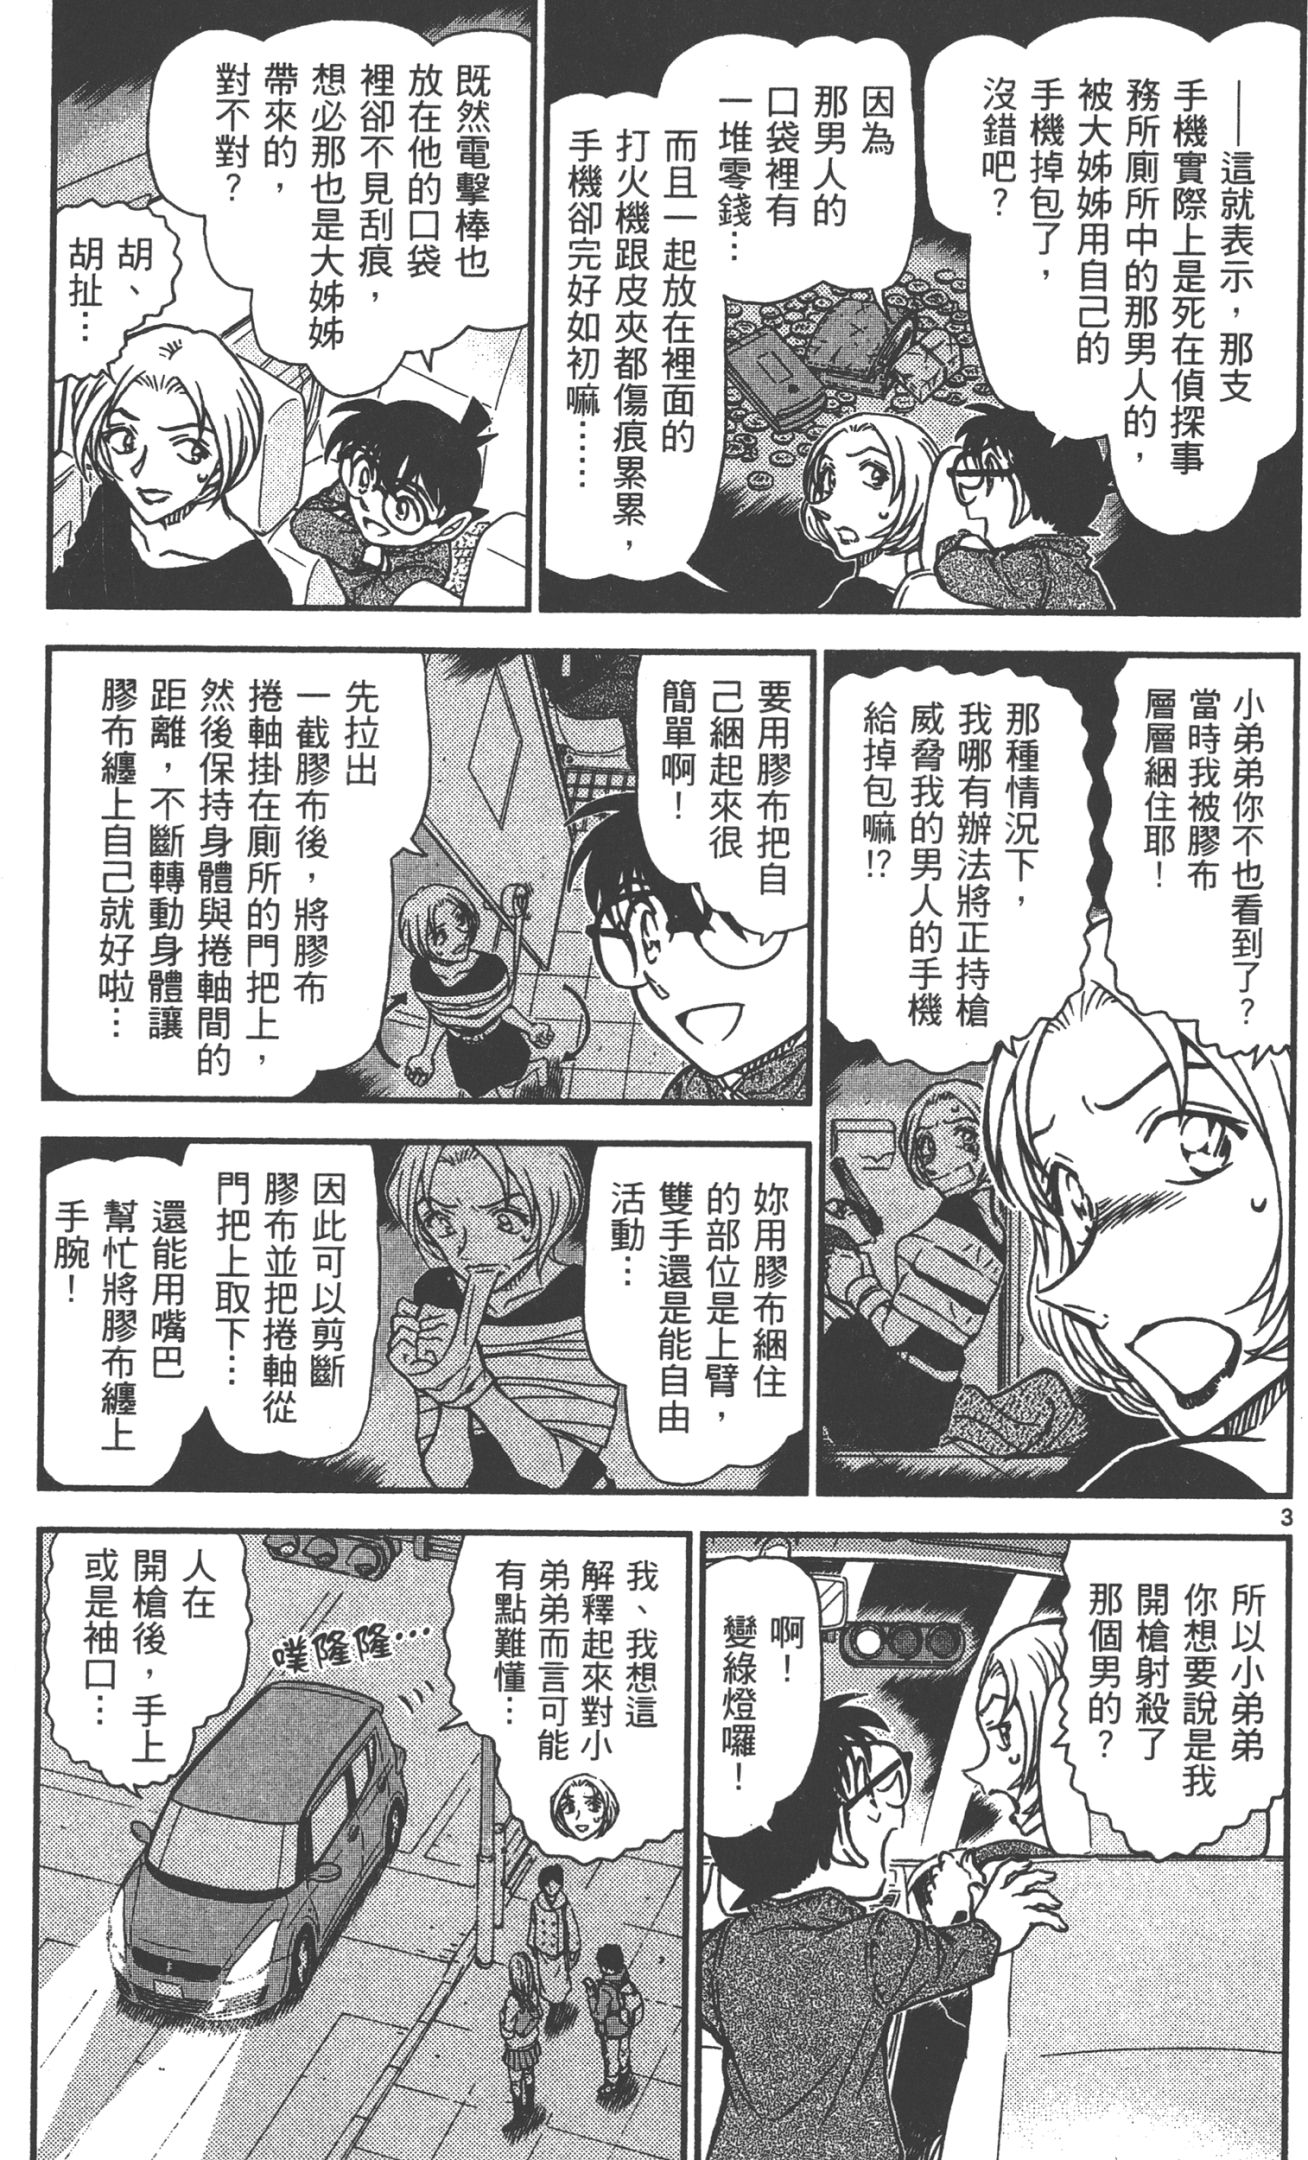 ──這就表示，那支
手機實際上是死在偵探事
務所廁所中的那男人的，
被大姊姊用自己的
手機掉包了，
沒錯吧？
因為
那男人的
口袋裡有
一堆零錢…
而且一起放在裡面的
打火機跟皮夾都傷痕累累，
手機卻完好如初嘛……
既然電擊棒也
放在他的口袋
裡卻不見刮痕，
想必那也是大姊姊
帶來的，
對不對？
胡、
胡扯…
小弟弟你不也看到了？
當時我被膠布
層層綑住耶！
那種情況下，
我哪有辦法將正持槍
威脅我的男人的手機
給掉包嘛!?
要用膠布把自
己綑起來很
簡單啊！
先拉出
一截膠布後，將膠布
捲軸掛在廁所的門把上，
然後保持身體與捲軸間的
距離，不斷轉動身體讓
膠布纏上自己就好啦…
妳用膠布綑住
的部位是上臂，
雙手還是能自由
活動…
因此可以剪斷
膠布並把捲軸從
門把上取下…
還能用嘴巴
幫忙將膠布纏上
手腕！
3
所以小弟弟
你想要說是我
開槍射殺了
那個男的？
啊！
變綠燈囉！
我、我想這
解釋起來對小
弟弟而言可能
有點難懂…
噗隆隆…
人在
開槍後，手上
或是袖口…